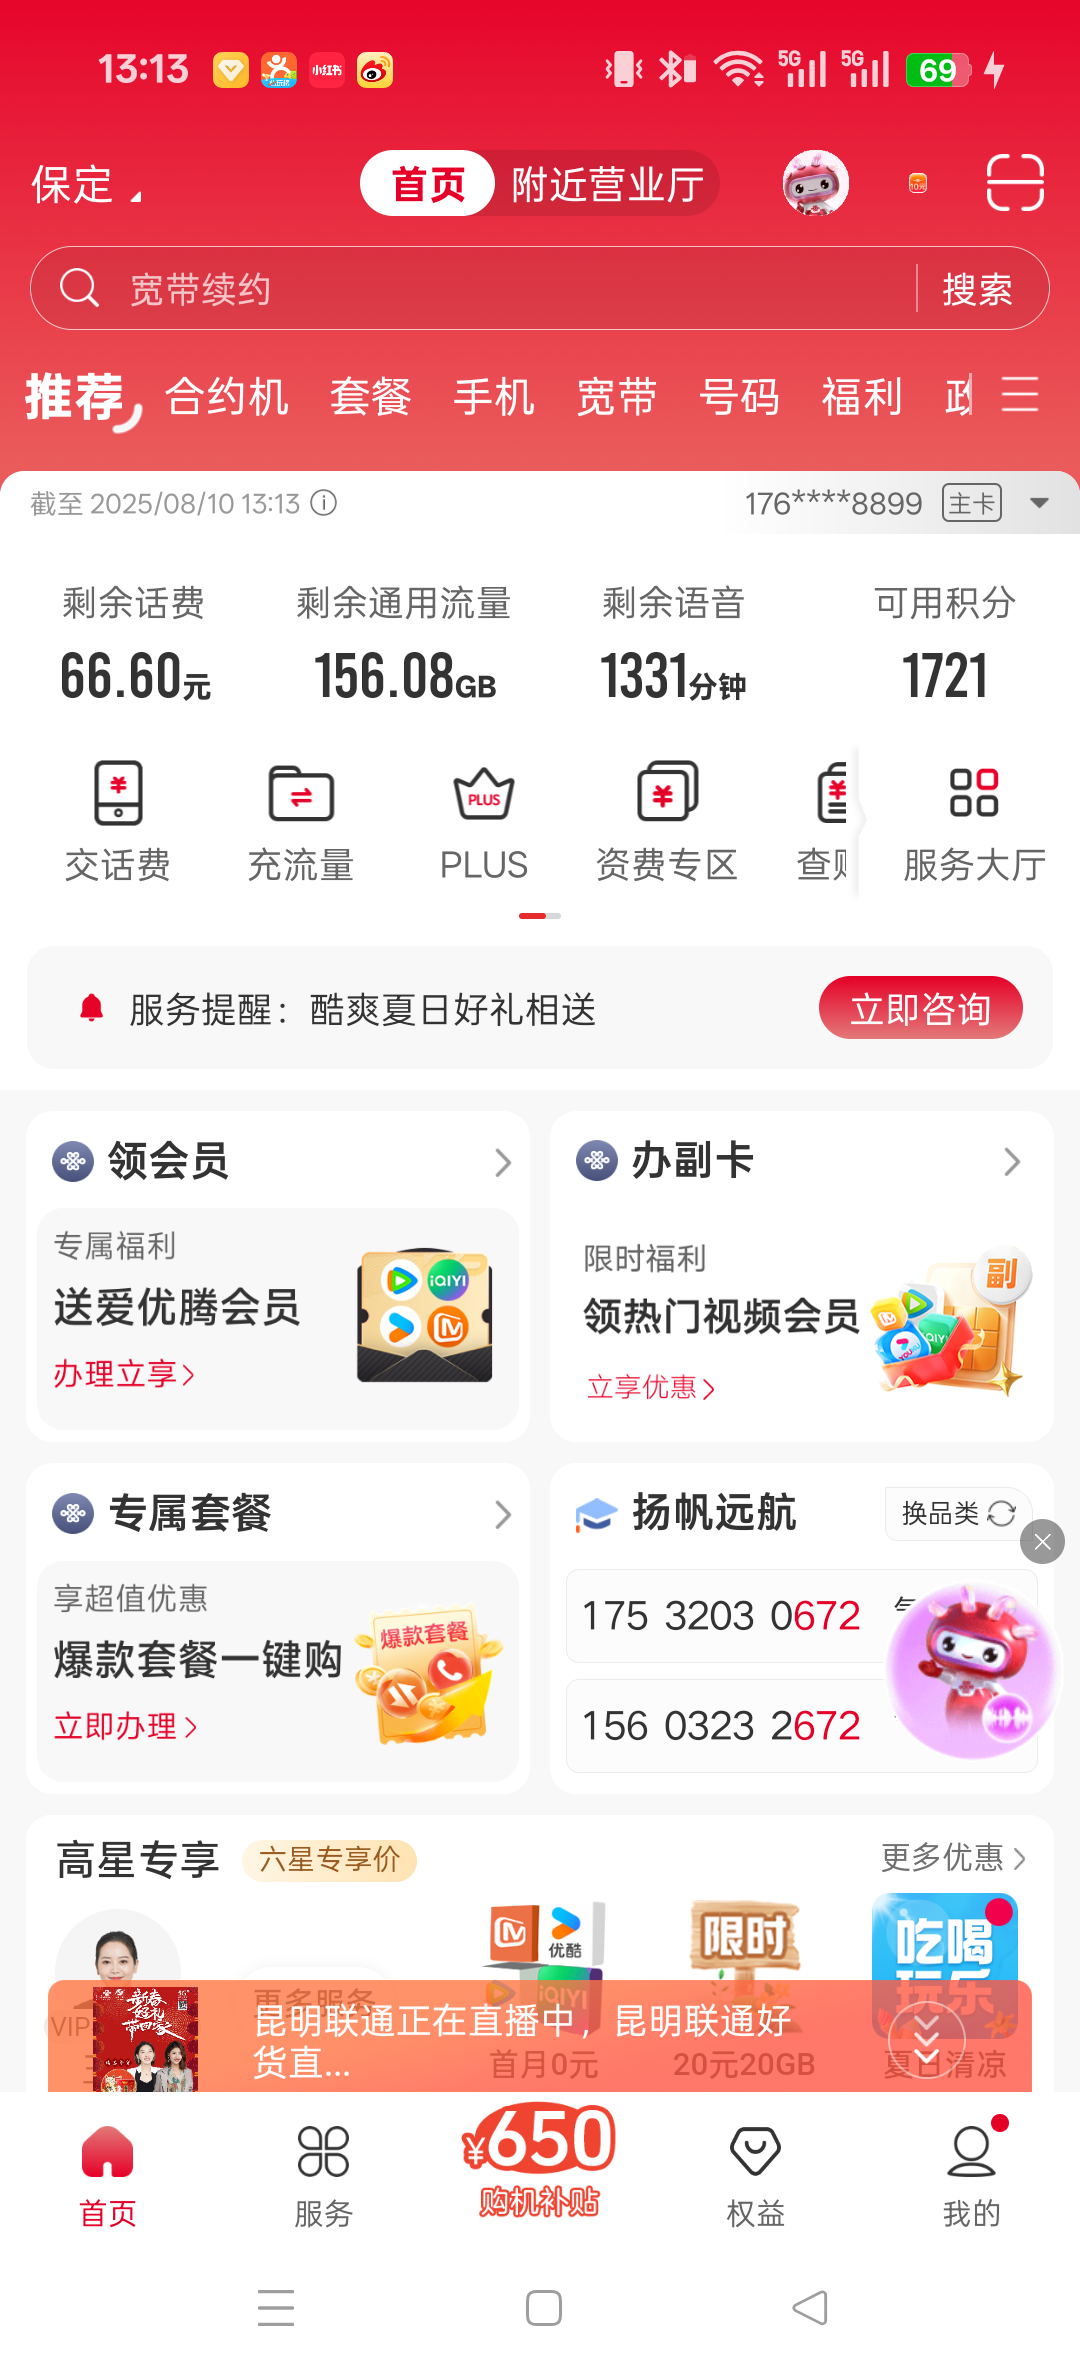 13:13
小红书
5G
5G
69
保定
首页
附近营业厅
10元
宽带续约
搜索
推荐
合约机
套餐
手机
宽带
号码
福利
截至 2025/08/10 13:13
176****8899
主卡
剩余话费
剩余通用流量
剩余语音
可用积分
66.60元
156.08GB
1331分钟
1721
PLUS
交话费
充流量
PLUS
资费专区
服务大厅
服务提醒：酷爽夏日好礼相送
立即咨询
领会员
专属福利
送爱优腾会员
办理立享
iQIYI
办副卡
限时福利
领热门视频会员
立享优惠
副
专属套餐
享超值优惠
爆款套餐一键购
立即办理
爆款套餐
扬帆远航
换品类
175 3203 0672
156 0323 2672
高星专享
六星专享价
更多优惠
优酷
iQIYI
限时
吃喝
玩乐
VIP
更多服务
新春
好礼
带回家
昆明联通正在直播中，昆明联通好
货直...
首月0元
20元20GB
夏日清凉
首页
服务
¥650
购机补贴
权益
我的